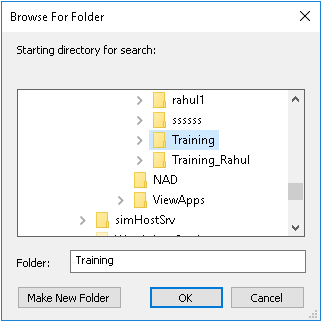 Browse For Folder
Starting directory for search:
rahul1
ssssss
Training
Training_Rahul
NAD
ViewApps
simHostSrv
Folder:
Training
Make New Folder
OK
Cancel